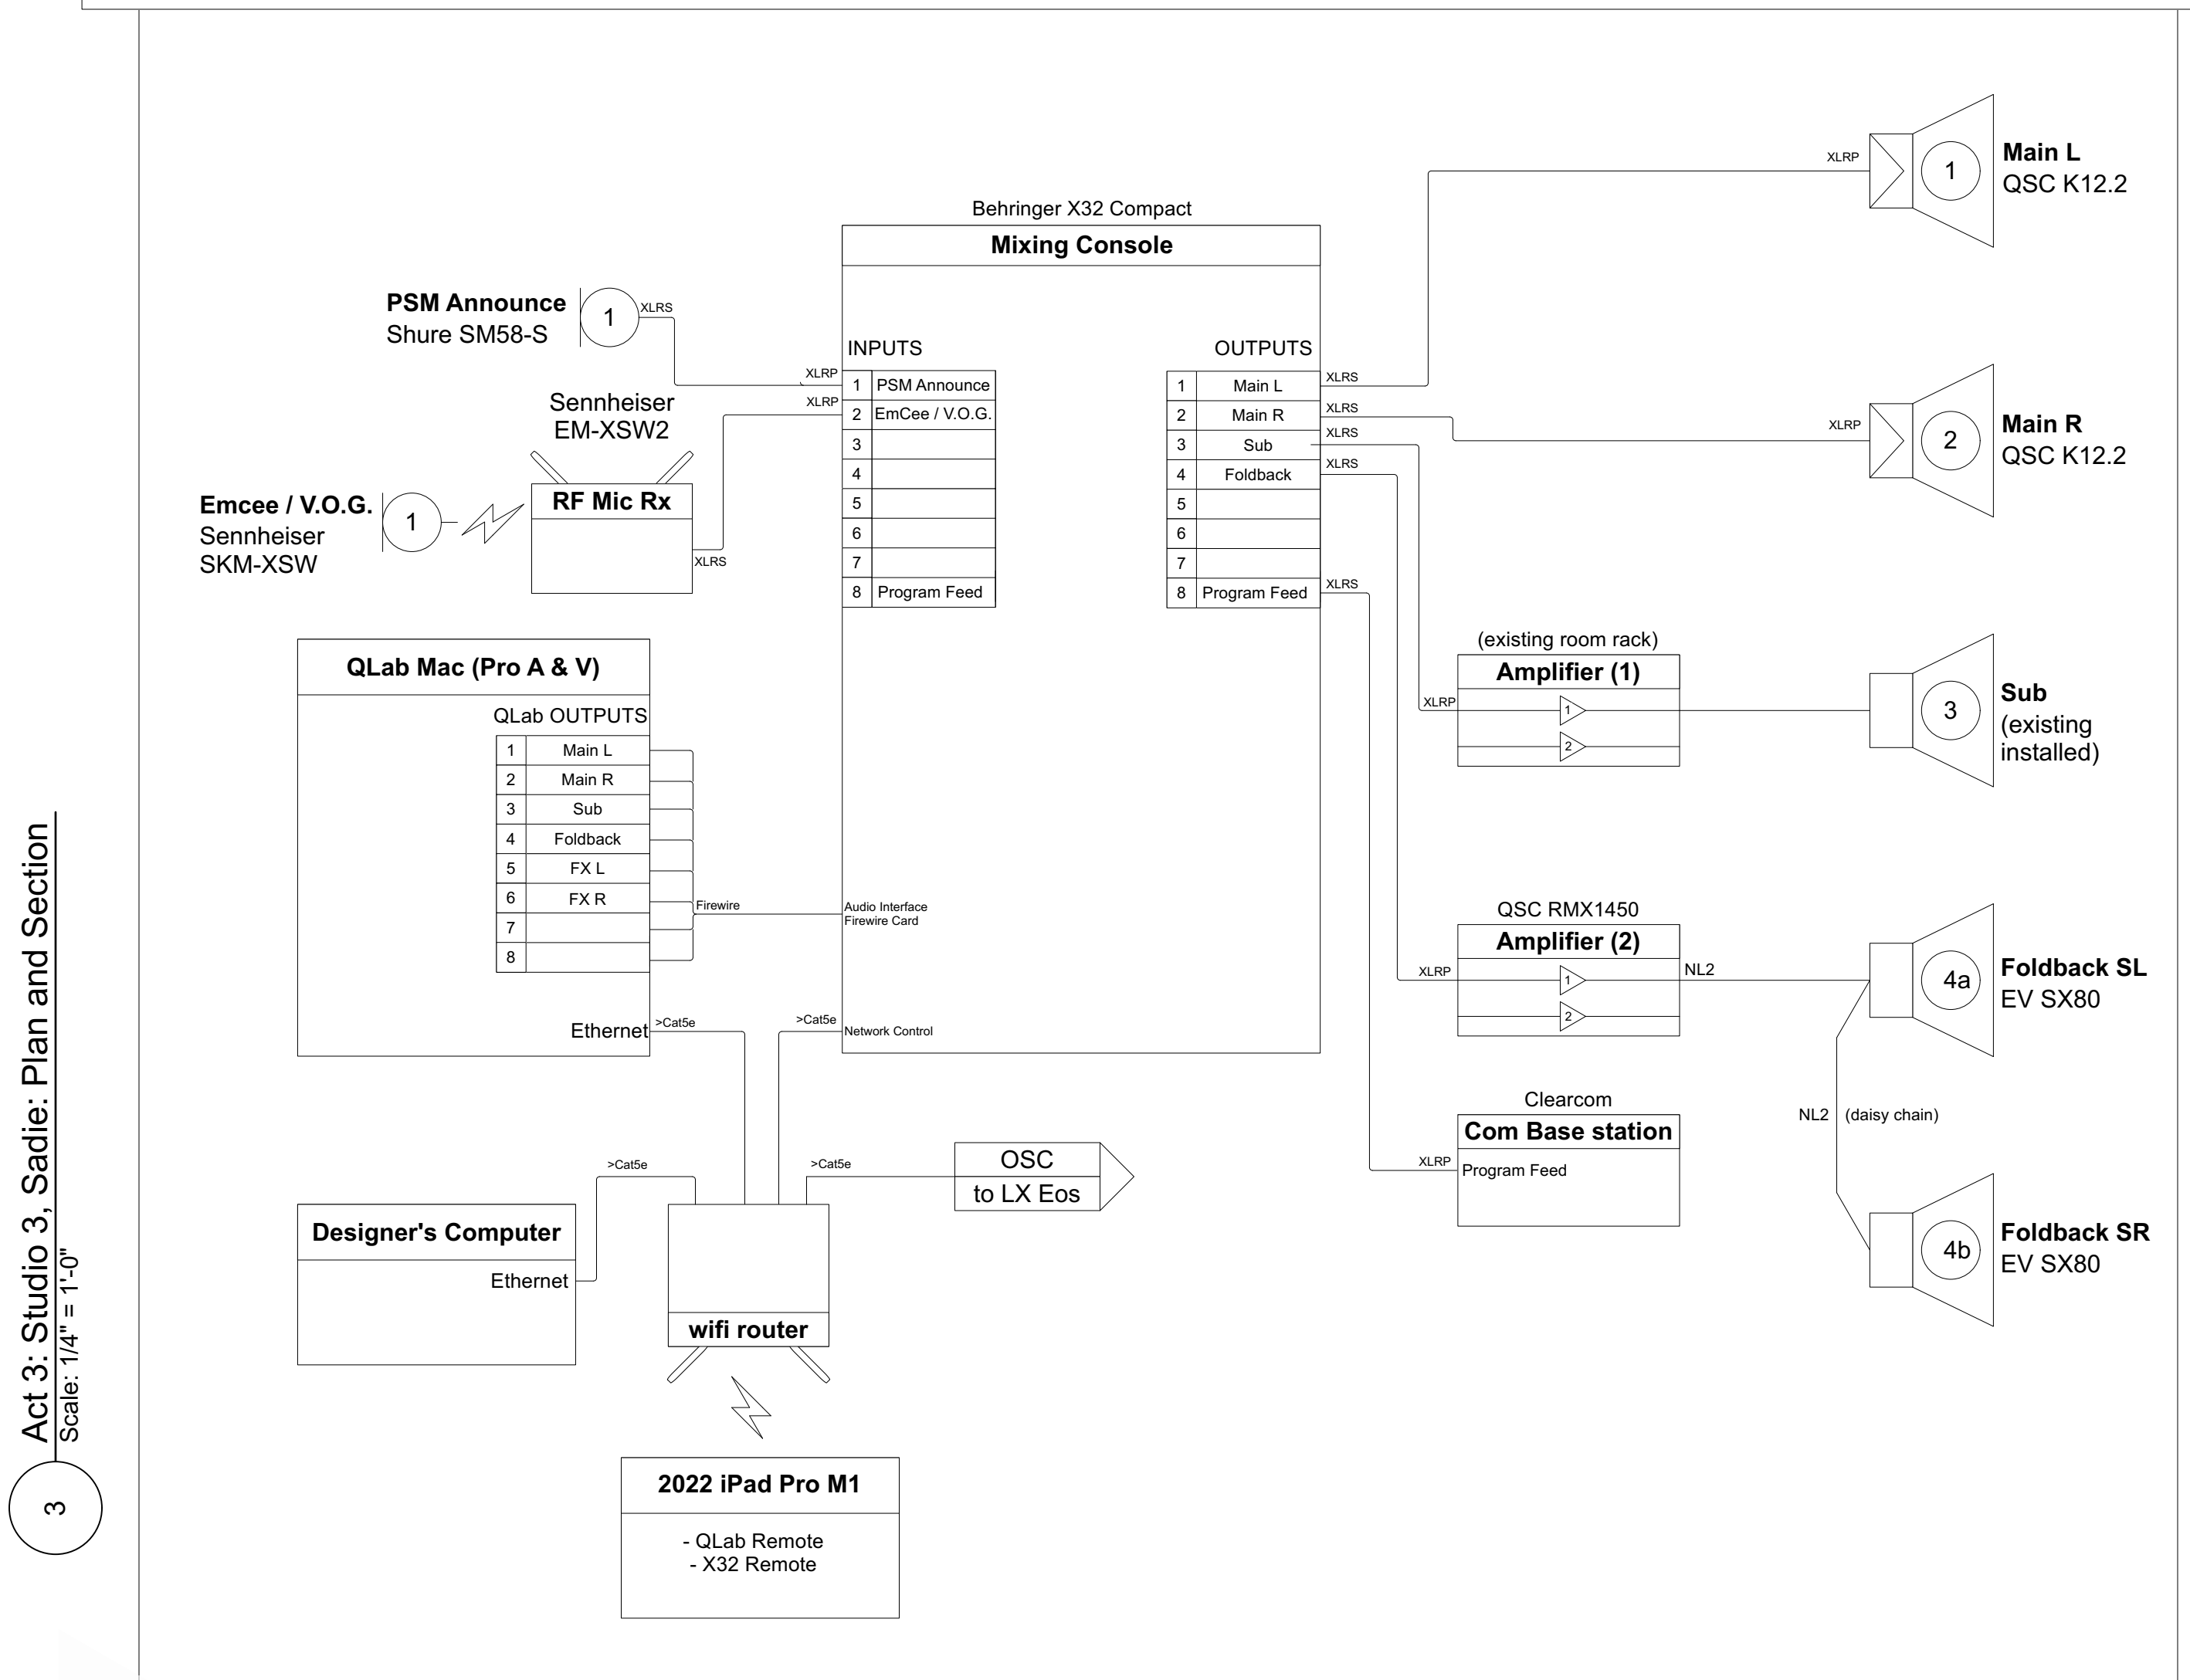 Act 3: Studio 3, Sadie: Plan and Section
Scale: 1/4" = 1'-0"
3
Behringer X32 Compact
Mixing Console
INPUTS
1 PSM Announce
2 EmCee / V.O.G.
3
4
5
6
7
8 Program Feed
OUTPUTS
1 Main L
2 Main R
3 Sub
4 Foldback
5
6
7
8 Program Feed
Audio Interface
Firewire Card
Network Control
PSM Announce
Shure SM58-S
1
XLRS
XLRP
Sennheiser
EM-XSW2
RF Mic Rx
XLRP
XLRS
Emcee / V.O.G.
Sennheiser
SKM-XSW
1
QLab Mac (Pro A & V)
QLab OUTPUTS
1 Main L
2 Main R
3 Sub
4 Foldback
5 FX L
6 FX R
7
8
Firewire
Ethernet
>Cat5e
>Cat5e
Designer's Computer
Ethernet
>Cat5e
>Cat5e
OSC
to LX Eos
wifi router
2022 iPad Pro M1
- QLab Remote
- X32 Remote
XLRS
XLRS
XLRS
XLRS
XLRS
XLRP
1
Main L
QSC K12.2
XLRP
2
Main R
QSC K12.2
(existing room rack)
Amplifier (1)
XLRP
1
2
3
Sub
(existing
installed)
QSC RMX1450
Amplifier (2)
XLRP
1
2
NL2
4a
Foldback SL
EV SX80
NL2 (daisy chain)
4b
Foldback SR
EV SX80
Clearcom
Com Base station
XLRP
Program Feed